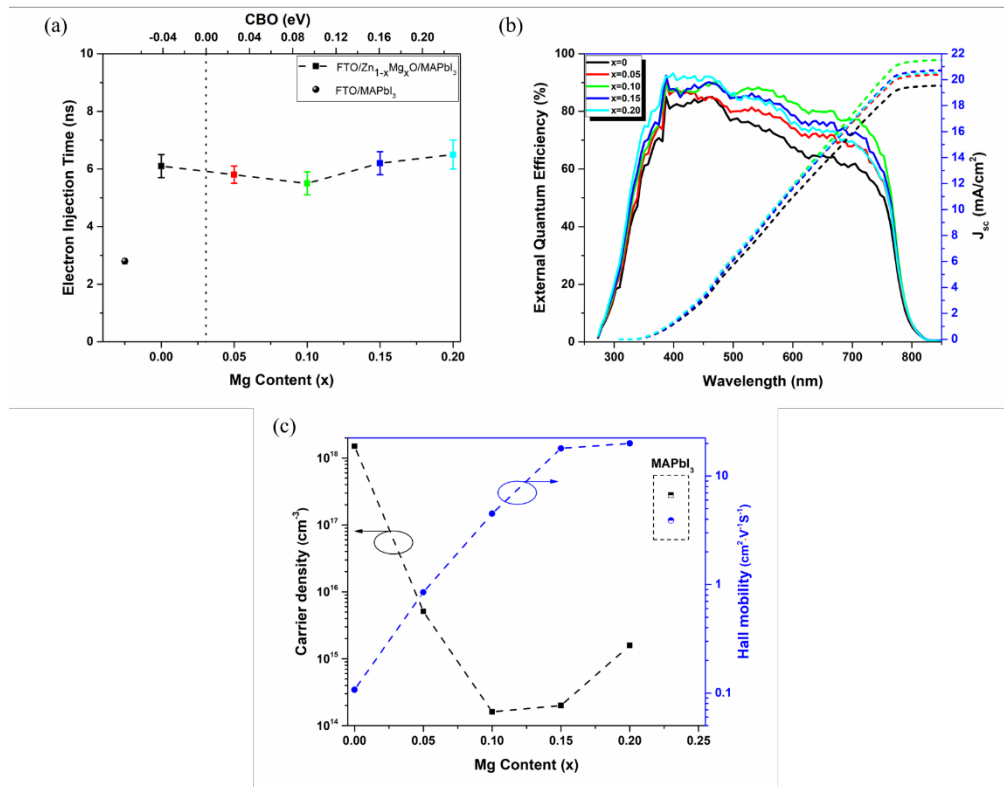 (a)
CBO (eV)
-0.04 0.00 0.05 0.10 0.15 0.20
10
8
6
4
2
0
Electron Injection Time (ns)
FTO/Zn1-xMgxO/MAPbI3
FTO/MAPbI3
0.00 0.05 0.10 0.15 0.20
Mg Content (x)
(b)
100
80
60
40
20
0
External Quantum Efficiency (%)
x=0
x=0.05
x=0.10
x=0.15
x=0.20
22
20
18
16
14
12
10
8
6
4
2
0
Jsc (mA/cm2)
300 400 500 600 700 800
Wavelength (nm)
(c)
10^18
10^17
10^16
10^15
10^14
Carrier density (cm-3)
MAPbI3
10
1
0.1
Hall mobility (cm2·V-1S-1)
0.00 0.05 0.10 0.15 0.20 0.25
Mg Content (x)